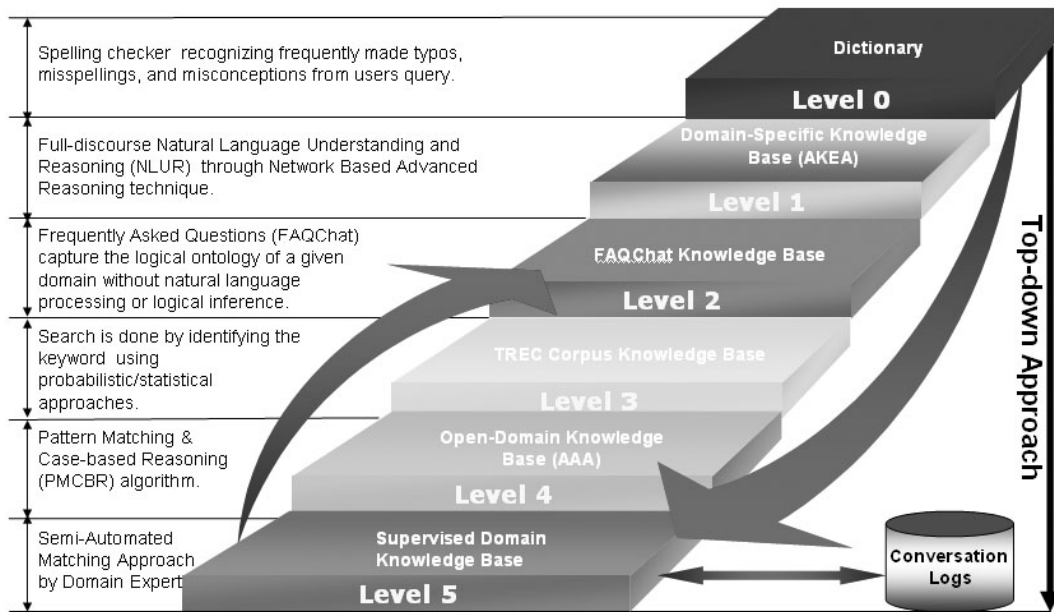 Spelling checker recognizing frequently made typos,
misspellings, and misconceptions from users query.
Dictionary
Level 0
Full-discourse Natural Language Understanding and
Reasoning (NLUR) through Network Based Advanced
Reasoning technique.
Domain-Specific Knowledge
Base (AKEA)
Level 1
Frequently Asked Questions (FAQChat)
capture the logical ontology of a given
domain without natural language
processing or logical inference.
FAQChat Knowledge Base
Level 2
Search is done by identifying the
keyword using
probabilistic/statistical
approaches.
TREC Corpus Knowledge Base
Level 3
Pattern Matching &
Case-based Reasoning
(PMCBR) algorithm.
Open-Domain Knowledge
Base (AAA)
Level 4
Semi-Automated
Matching Approach
by Domain Expert
Supervised Domain
Knowledge Base
Level 5
Conversation
Logs
Top-down Approach